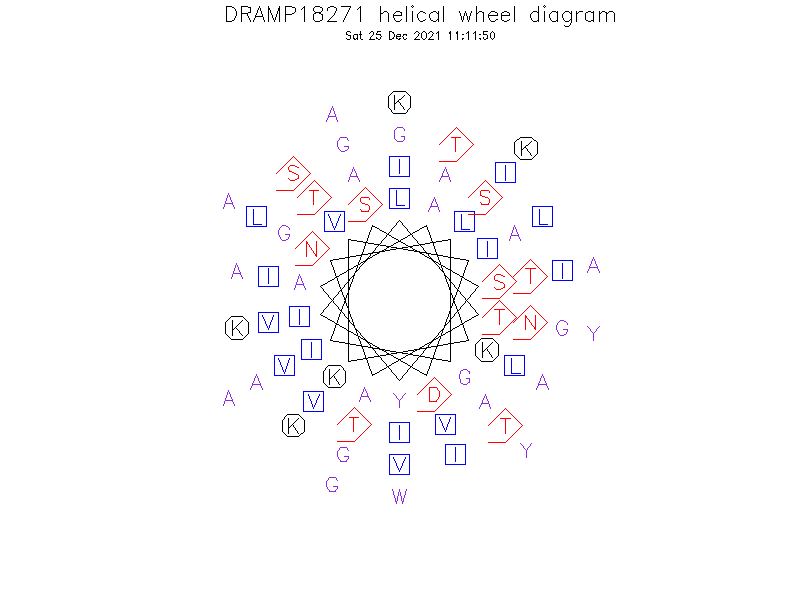 DRAMP18271 helical wheel diagram
Sat 25 Dec 2021 11:11:50
K
A
G
G T K
I
S A A I
T L S
A S A
L V L L
G A
N I
A I T I A
A S
K V I T N G Y
I K
V L
K G
A A
A V A Y D A
K T V T
I
G I Y
V
G
W